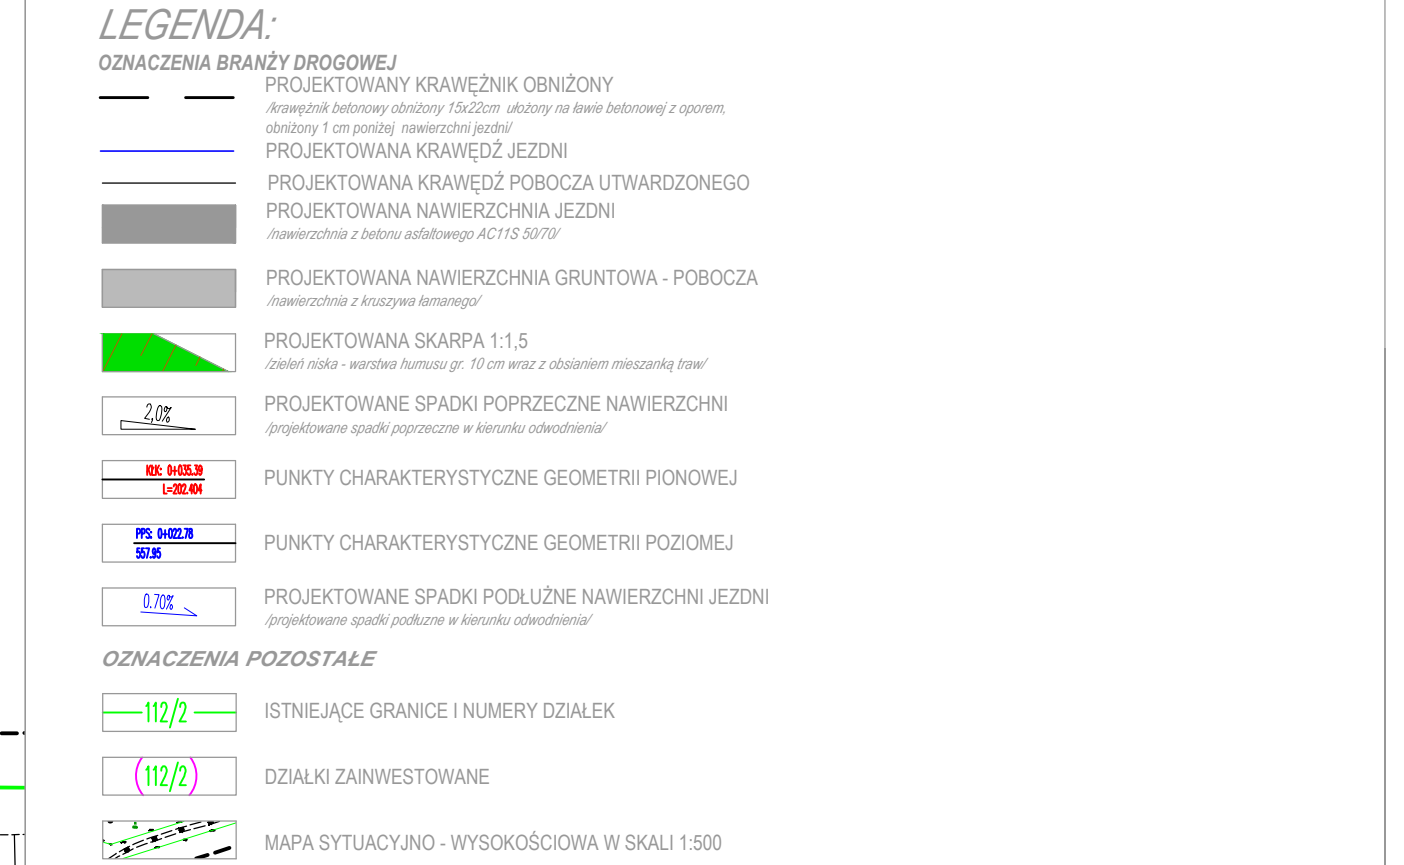 LEGENDA:
OZNACZENIA BRANŻY DROGOWEJ
PROJEKTOWANY KRAWĘŻNIK OBNIŻONY
/krawężnik betonowy obniżony 15x22cm ułożony na ławie betonowej z oporem,
obniżony 1 cm poniżej nawierzchni jezdni/
PROJEKTOWANA KRAWĘDŹ JEZDNI
PROJEKTOWANA KRAWĘDŹ POBOCZA UTWARDZONEGO
PROJEKTOWANA NAWIERZCHNIA JEZDNI
/nawierzchnia z betonu asfaltowego AC11S 50/70/
PROJEKTOWANA NAWIERZCHNIA GRUNTOWA - POBOCZA
/nawierzchnia z kruszywa łamanego/
PROJEKTOWANA SKARPA 1:1,5
/zieleń niska - warstwa humusu gr. 10 cm wraz z obsianiem mieszanką traw/
2,0%
PROJEKTOWANE SPADKI POPRZECZNE NAWIERZCHNI
/projektowane spadki poprzeczne w kierunku odwodnienia/
KŁK: 0+035.39
L=202.404
PUNKTY CHARAKTERYSTYCZNE GEOMETRII PIONOWEJ
PPS: 0+022.78
557.95
PUNKTY CHARAKTERYSTYCZNE GEOMETRII POZIOMEJ
0.70%
PROJEKTOWANE SPADKI PODŁUŻNE NAWIERZCHNI JEZDNI
/projektowane spadki podłuzne w kierunku odwodnienia/
OZNACZENIA POZOSTAŁE
112/2
ISTNIEJĄCE GRANICE I NUMERY DZIAŁEK
(112/2)
DZIAŁKI ZAINWESTOWANE
MAPA SYTUACYJNO - WYSOKOŚCIOWA W SKALI 1:500